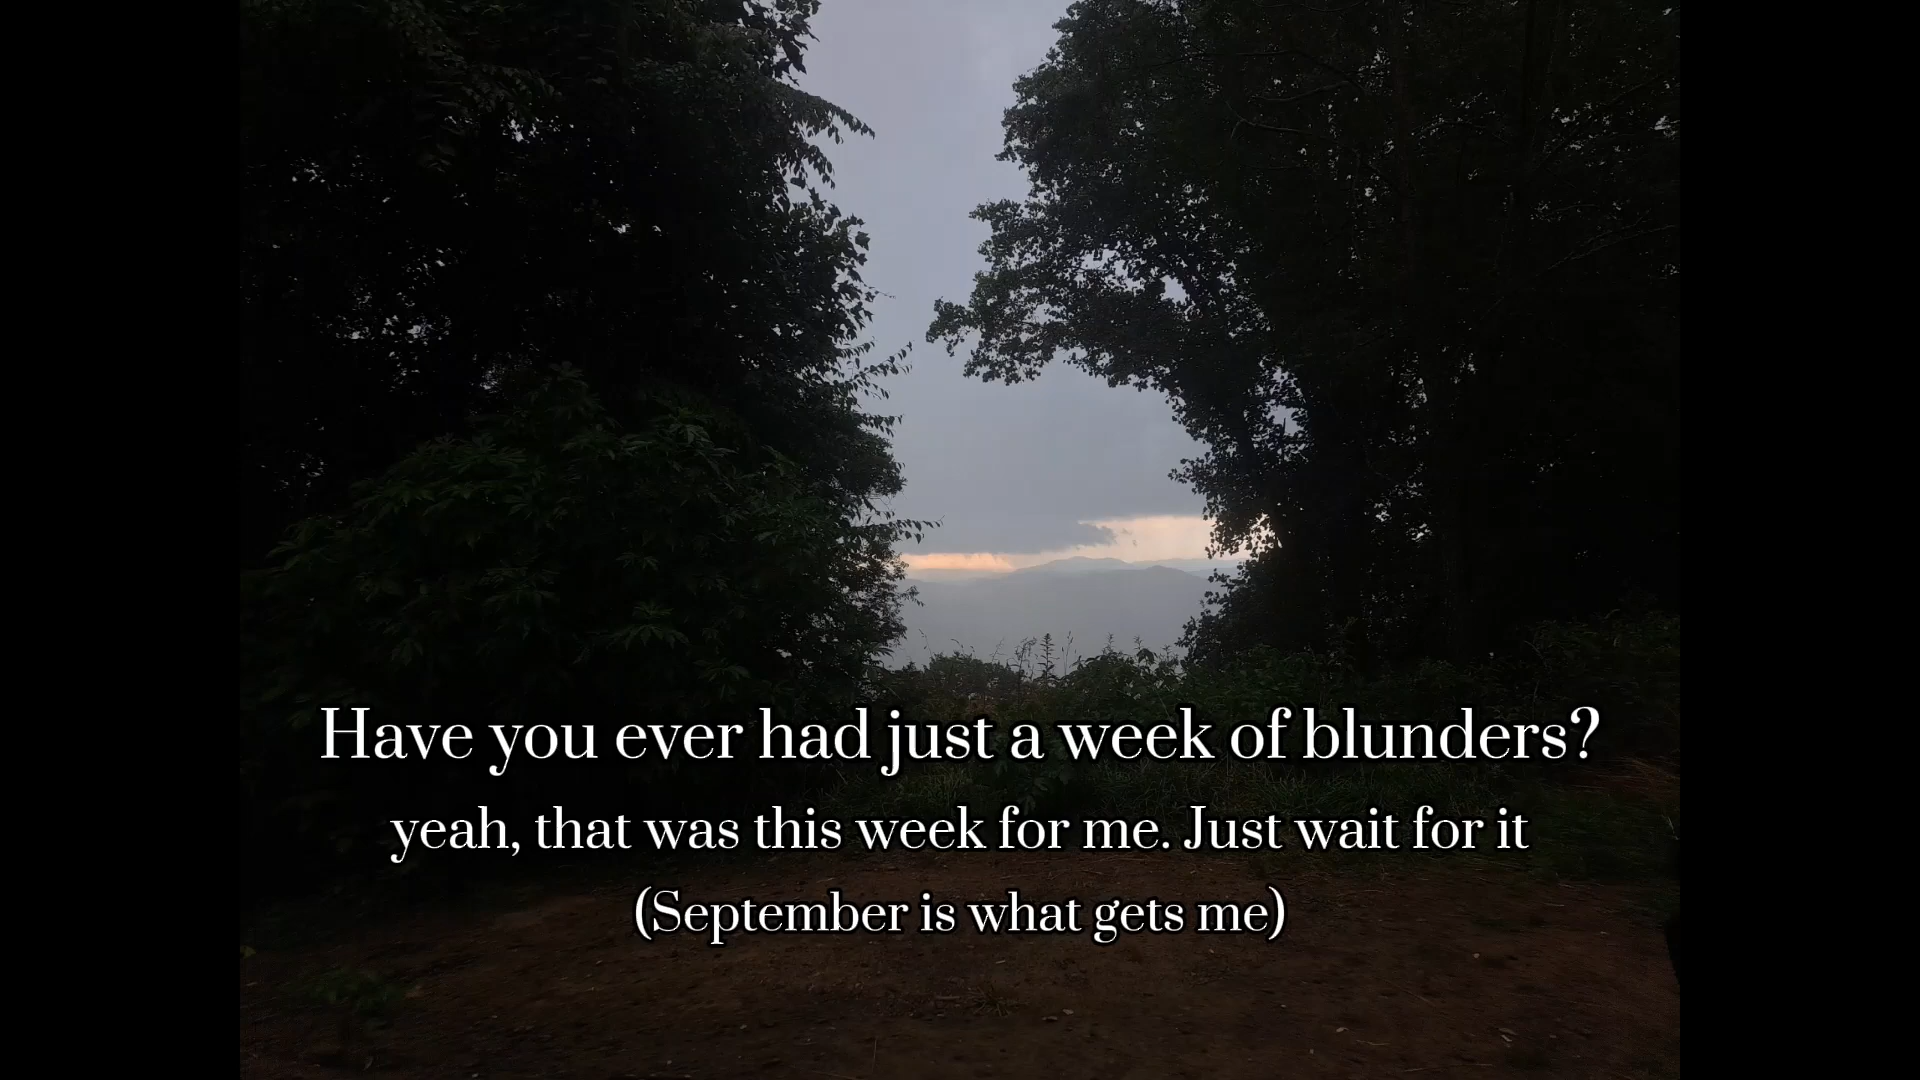 Have you ever had just a week of blunders?
yeah, that was this week for me. Just wait for it
(September is what gets me)